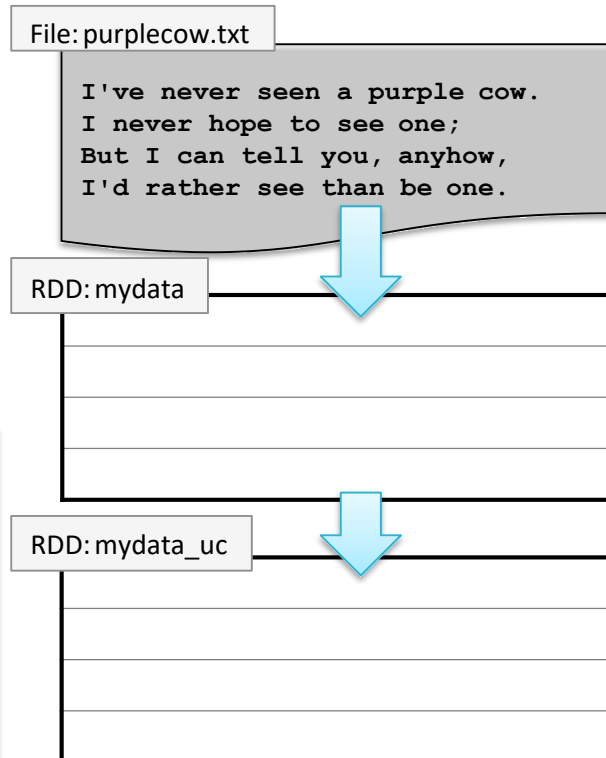 File: purplecow.txt
I've never seen a purple cow.
I never hope to see one;
But I can tell you, anyhow,
I'd rather see than be one.
RDD: mydata
RDD: mydata_uc